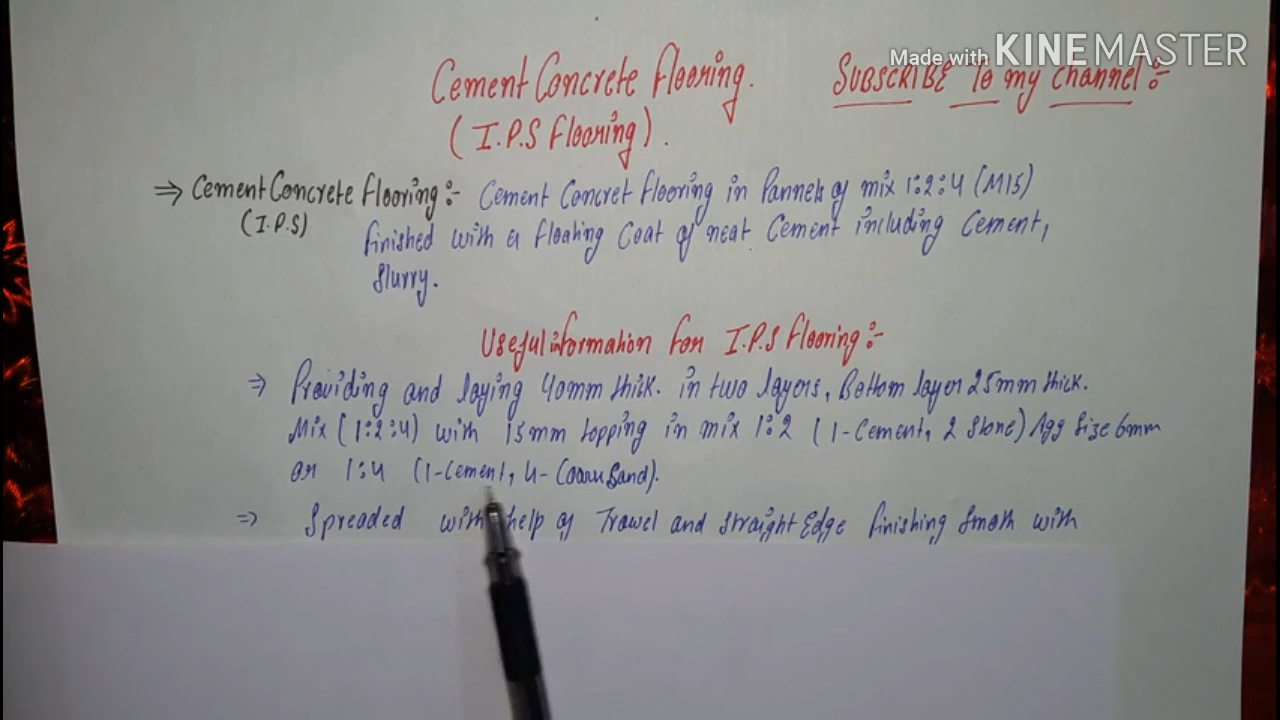 Made with KINEMASTER
Cement Concrete Flooring. SUBSCRIBE To my Channel:-
(I.P.S Flooring).
⇒ Cement Concrete Flooring:- Cement Concret Flooring in Pannels of mix 1:2:4 (M15)
(I.P.S) finished with a floating Coat of neat Cement including Cement,
Slurry.
Useful information For I.P.S Flooring:-
⇒ Providing and laying 40mm thick. in two layers, Bottom layer 25mm thick.
Mix (1:2:4) with 15mm topping in mix 1:2 (1-Cement, 2 Stone) Agg Size 6mm
or 1:4 (1-Cement, 4- Coarse Sand).
⇒ Spreaded with help of Trowel and Straight Edge finishing Smoth with